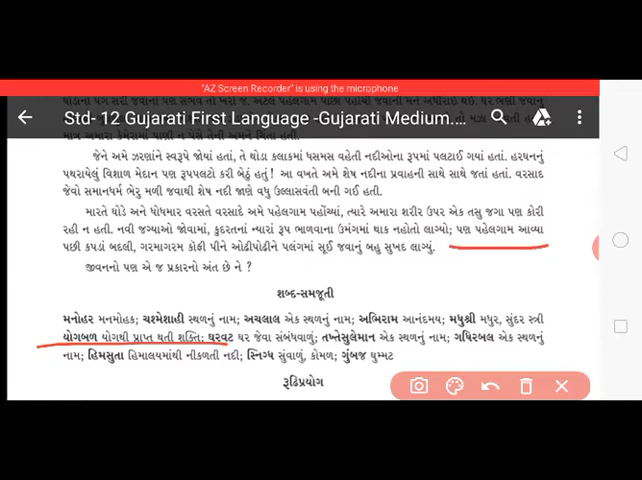 "AZ Screen Recorder" is using the microphone
Std- 12 Gujarati First Language -Gujarati Medium....
જેને અમે ઝરણાંને સ્વરૂપે જોયાં હતાં, તે થોડા કલાકમાં ધસમસ વહેતી નદીઓના રૂપમાં પલટાઈ ગયાં હતાં. હરધનનું
પથરાયેલું વિશાળ મેદાન પણ રૂપપલટો કરી બેઠું હતું! આ વખતે અમે શેષ નદીના પ્રવાહની સાથે સાથે જતાં હતાં. વરસાદ
જેવો સમાનધર્મ ભેરુ મળી જવાથી શેષ નદી જાણે વધુ ઉલ્લાસવંતી બની ગઈ હતી.
મારતે ઘોડે અને ધોધમાર વરસતે વરસાદે અમે પહેલગામ પહોંચ્યાં, ત્યારે અમારા શરીર ઉપર એક તસુ જગા પણ કોરી
રહી ન હતી. નવી જગ્યાઓ જોવામાં, કુદરતનાં ન્યારાં રૂપ ભાળવાના ઉમંગમાં થાક નહોતો લાગ્યો; પણ પહેલગામ આવ્યા
પછી કપડાં બદલી, ગરમાગરમ કૉફી પીને ઓઢીપોઢીને પલંગમાં સૂઈ જવાનું બહુ સુખદ લાગ્યું.
જીવનનો પણ એ જ પ્રકારનો અંત છે ને ?
શબ્દ-સમજૂતી
મનોહર મનમોહક; ચશ્મેશાહી સ્થળનું નામ; અચલાલ એક સ્થળનું નામ; અભિરામ આનંદમય; મધુશ્રી મધુર, સુંદર સ્ત્રી
યોગબળ યોગથી પ્રાપ્ત થતી શક્તિ; ઘરવટ ઘર જેવા સંબંધવાળું; તખ્તેસુલેમાન એક સ્થળનું નામ; ગંધિરબલ એક સ્થળનું
નામ; હિમસુતા હિમાલયમાંથી નીકળતી નદી; સ્નિગ્ધ સુંવાળું, કોમળ; ગુંબજ ઘુમ્મટ
રૂઢિપ્રયોગ